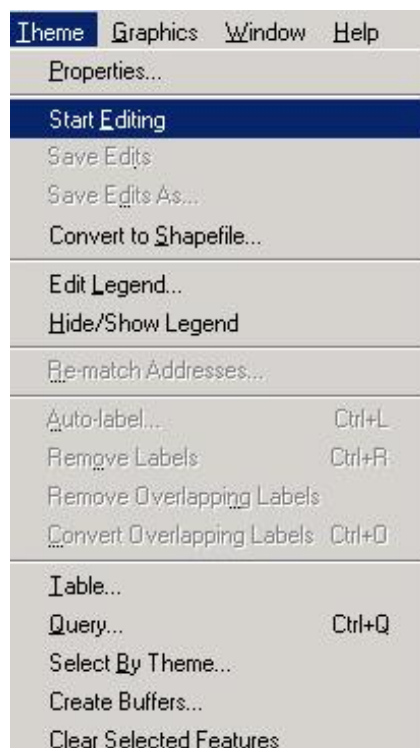 Theme Graphics Window Help
Properties...
Start Editing
Save Edits
Save Edits As...
Convert to Shapefile...
Edit Legend...
Hide/Show Legend
Re-match Addresses...
Auto-label... Ctrl+L
Remove Labels Ctrl+R
Remove Overlapping Labels
Convert Overlapping Labels Ctrl+O
Table...
Query... Ctrl+Q
Select By Theme...
Create Buffers...
Clear Selected Features